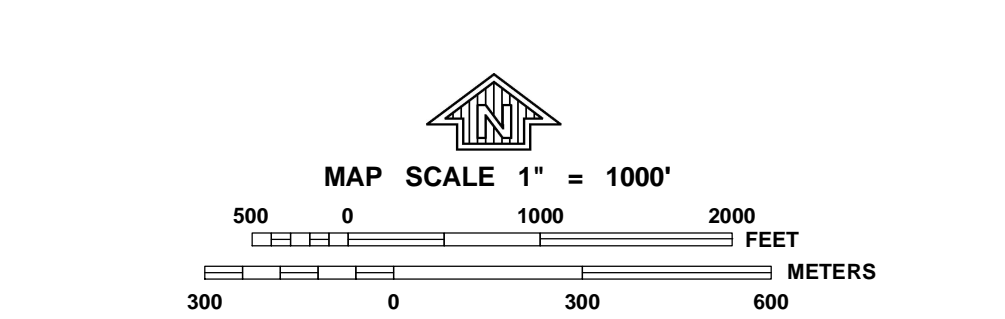 N
MAP SCALE 1" = 1000'
500 0 1000 2000
FEET
METERS
300 0 300 600